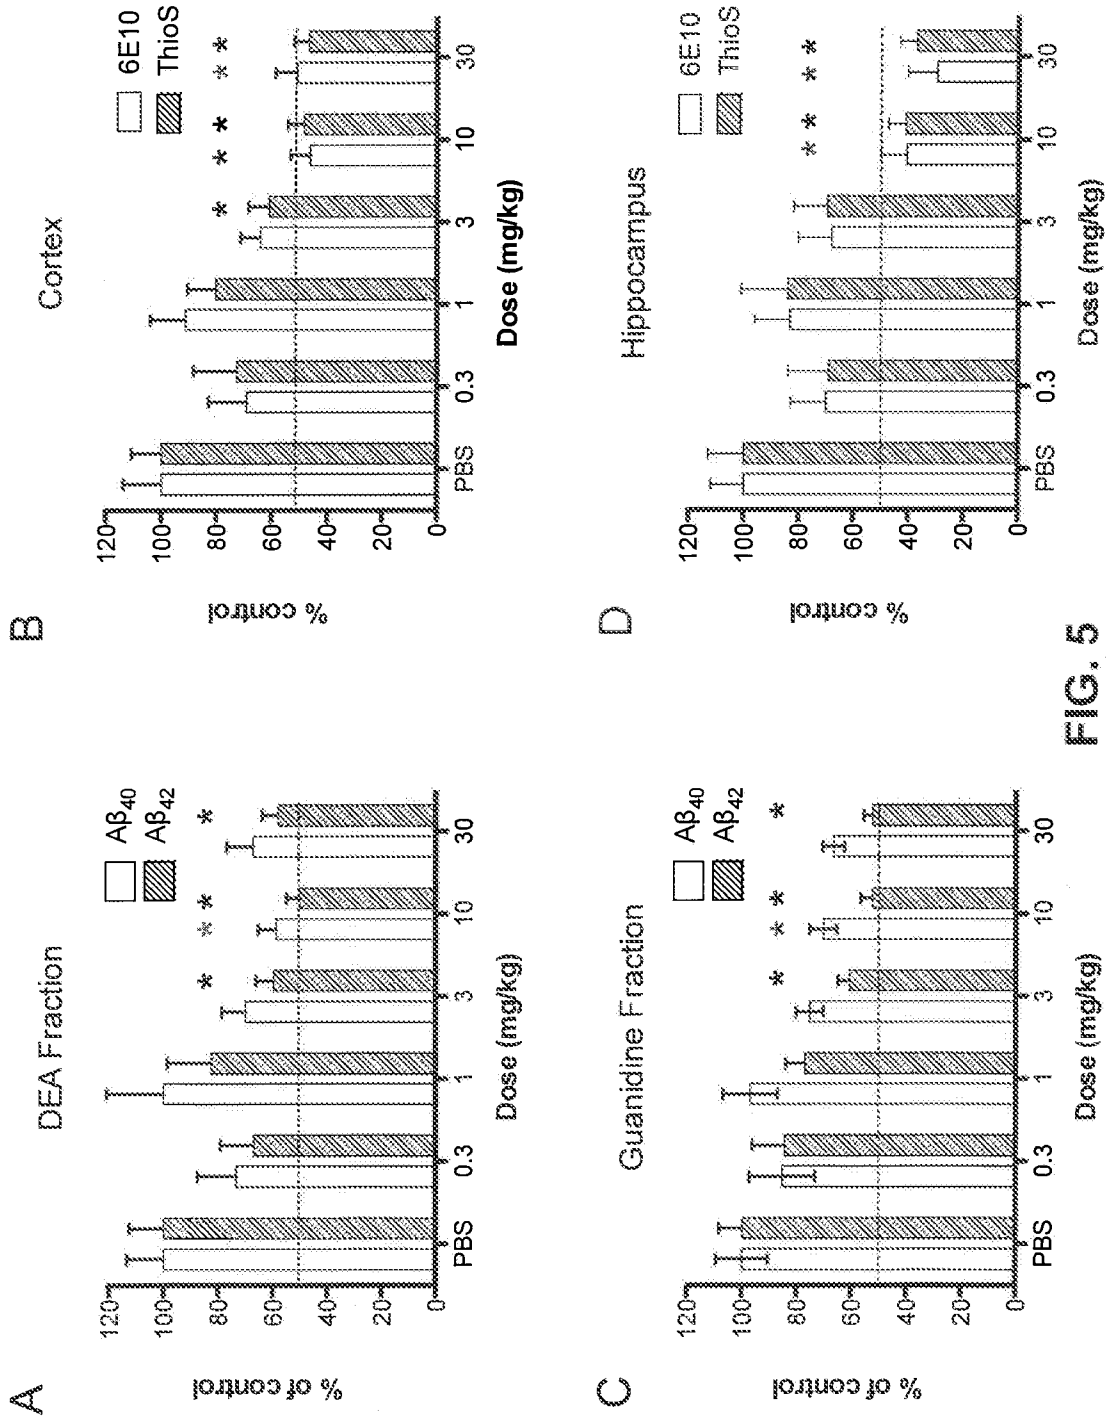 A
DEA Fraction
Aβ40
Aβ42
% of control
120
100
80
60
40
20
0
* * * * *
PBS 0.3 1 3 10 30
Dose (mg/kg)
B
Cortex
6E10
ThioS
% control
120
100
80
60
40
20
0
* * * * *
PBS 0.3 1 3 10 30
Dose (mg/kg)
C
Guanidine Fraction
Aβ40
Aβ42
% of control
120
100
80
60
40
20
0
* * * *
PBS 0.3 1 3 10 30
Dose (mg/kg)
D
Hippocampus
6E10
ThioS
% control
120
100
80
60
40
20
0
* * * *
PBS 0.3 1 3 10 30
Dose (mg/kg)
FIG. 5